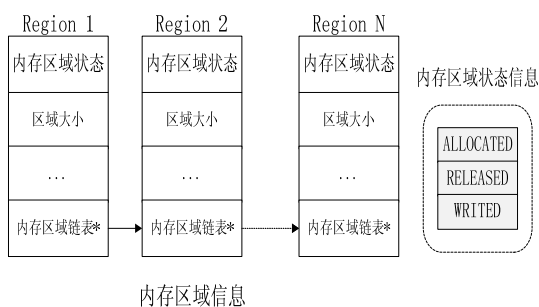 Region 1
内存区域状态
区域大小
...
内存区域链表*
Region 2
内存区域状态
区域大小
...
内存区域链表*
Region N
内存区域状态
区域大小
...
内存区域链表*
内存区域状态信息
ALLOCATED
RELEASED
WRITED
内存区域信息